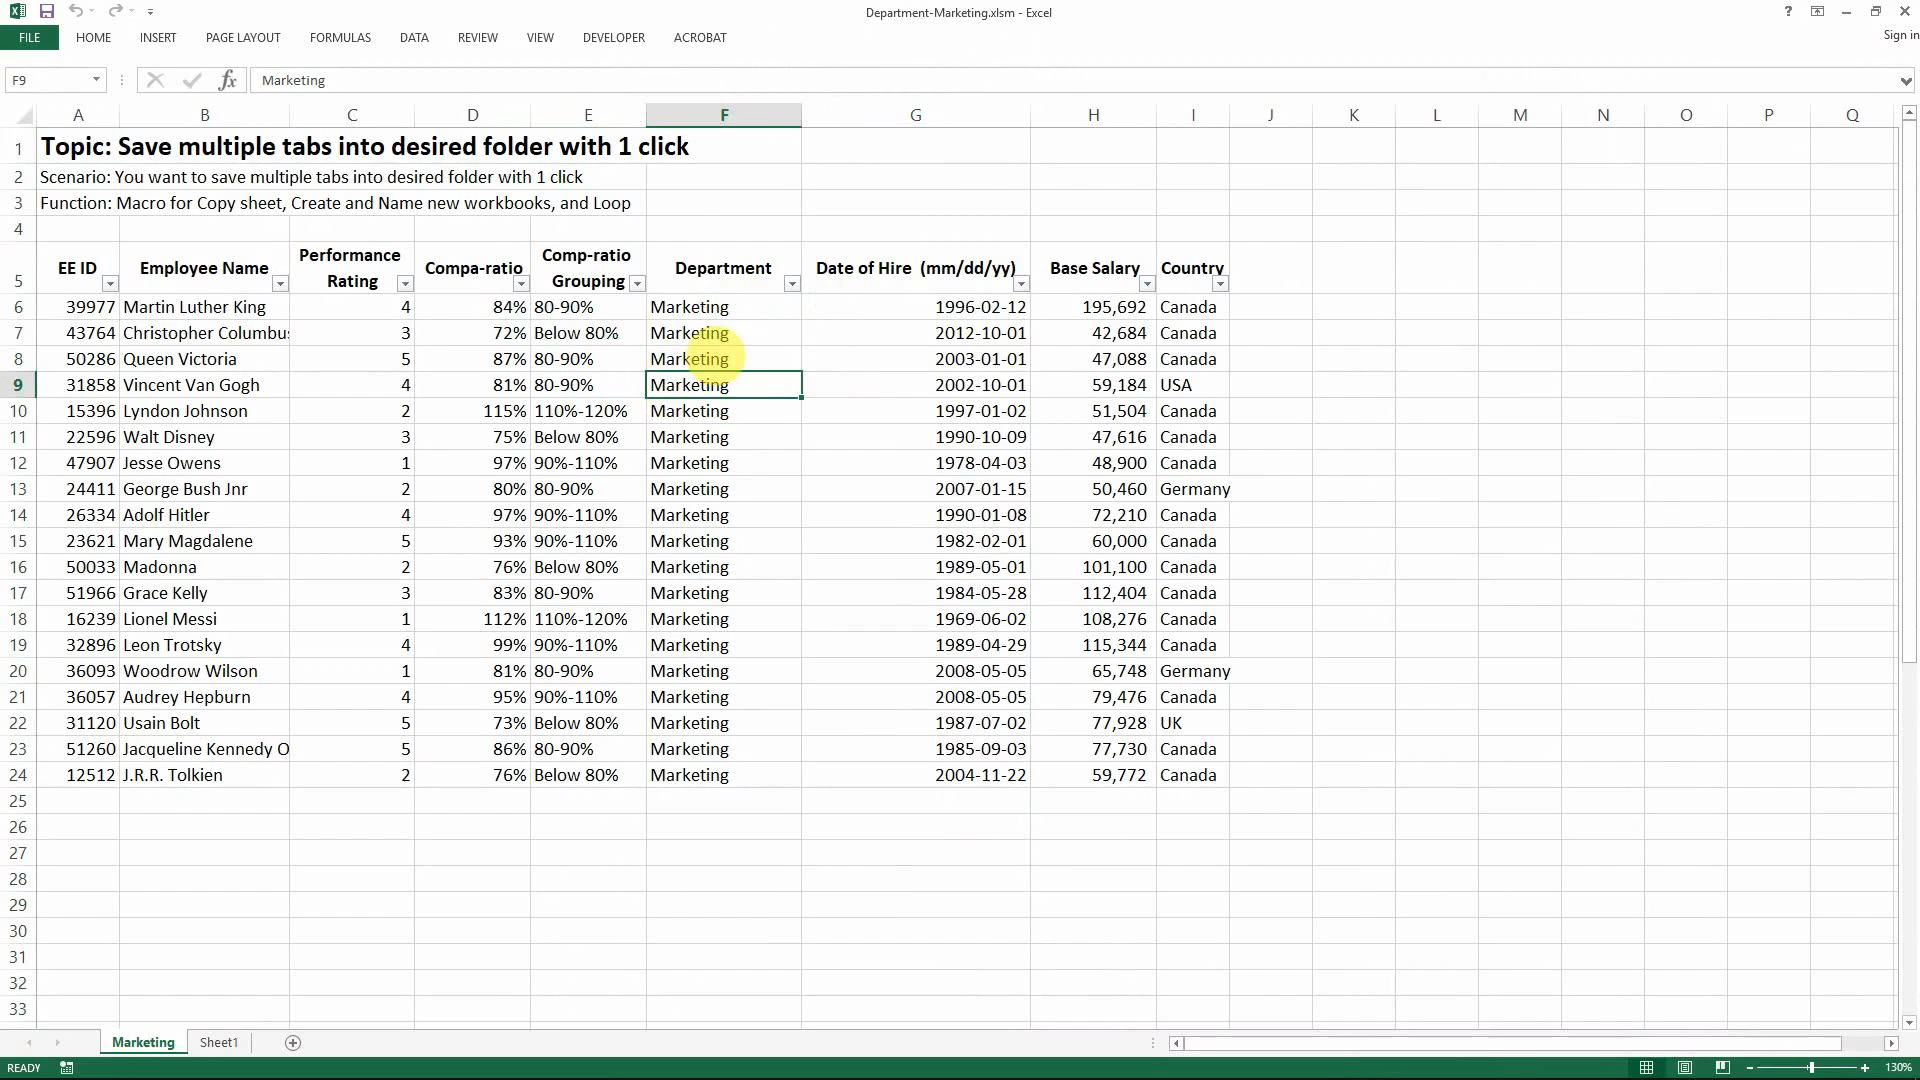 Department-Marketing.xlsm - Excel
?
FILE HOME INSERT PAGE LAYOUT FORMULAS DATA REVIEW VIEW DEVELOPER ACROBAT Sign in
F9 fx Marketing
A B C D E F G H I J K L M N O P Q
1 Topic: Save multiple tabs into desired folder with 1 click
2 Scenario: You want to save multiple tabs into desired folder with 1 click
3 Function: Macro for Copy sheet, Create and Name new workbooks, and Loop
4
5 EE ID Employee Name Performance Rating Compa-ratio Comp-ratio Grouping Department Date of Hire (mm/dd/yy) Base Salary Country
6 39977 Martin Luther King 4 84% 80-90% Marketing 1996-02-12 195,692 Canada
7 43764 Christopher Columbu 3 72% Below 80% Marketing 2012-10-01 42,684 Canada
8 50286 Queen Victoria 5 87% 80-90% Marketing 2003-01-01 47,088 Canada
9 31858 Vincent Van Gogh 4 81% 80-90% Marketing 2002-10-01 59,184 USA
10 15396 Lyndon Johnson 2 115% 110%-120% Marketing 1997-01-02 51,504 Canada
11 22596 Walt Disney 3 75% Below 80% Marketing 1990-10-09 47,616 Canada
12 47907 Jesse Owens 1 97% 90%-110% Marketing 1978-04-03 48,900 Canada
13 24411 George Bush Jnr 2 80% 80-90% Marketing 2007-01-15 50,460 Germany
14 26334 Adolf Hitler 4 97% 90%-110% Marketing 1990-01-08 72,210 Canada
15 23621 Mary Magdalene 5 93% 90%-110% Marketing 1982-02-01 60,000 Canada
16 50033 Madonna 2 76% Below 80% Marketing 1989-05-01 101,100 Canada
17 51966 Grace Kelly 3 83% 80-90% Marketing 1984-05-28 112,404 Canada
18 16239 Lionel Messi 1 112% 110%-120% Marketing 1969-06-02 108,276 Canada
19 32896 Leon Trotsky 4 99% 90%-110% Marketing 1989-04-29 115,344 Canada
20 36093 Woodrow Wilson 1 81% 80-90% Marketing 2008-05-05 65,748 Germany
21 36057 Audrey Hepburn 4 95% 90%-110% Marketing 2008-05-05 79,476 Canada
22 31120 Usain Bolt 5 73% Below 80% Marketing 1987-07-02 77,928 UK
23 51260 Jacqueline Kennedy O 5 86% 80-90% Marketing 1985-09-03 77,730 Canada
24 12512 J.R.R. Tolkien 2 76% Below 80% Marketing 2004-11-22 59,772 Canada
25
26
27
28
29
30
31
32
33
Marketing Sheet1
READY 130%